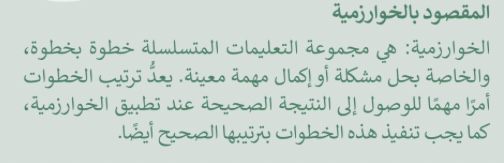 المقصود بالخوارزمية
الخوارزمية: هي مجموعة التعليمات المتسلسلة خطوة بخطوة،
والخاصة بحل مشكلة أو إكمال مهمة معينة. يعدُّ ترتيب الخطوات
أمرًا مهمًا للوصول إلى النتيجة الصحيحة عند تطبيق الخوارزمية،
كما يجب تنفيذ هذه الخطوات بترتيبها الصحيح أيضًا.